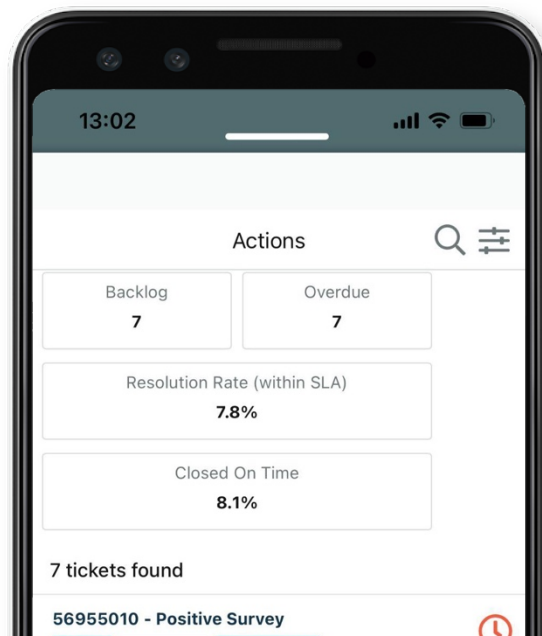 13:02
Actions
Backlog Overdue
7 7
Resolution Rate (within SLA)
7.8%
Closed On Time
8.1%
7 tickets found
56955010 - Positive Survey